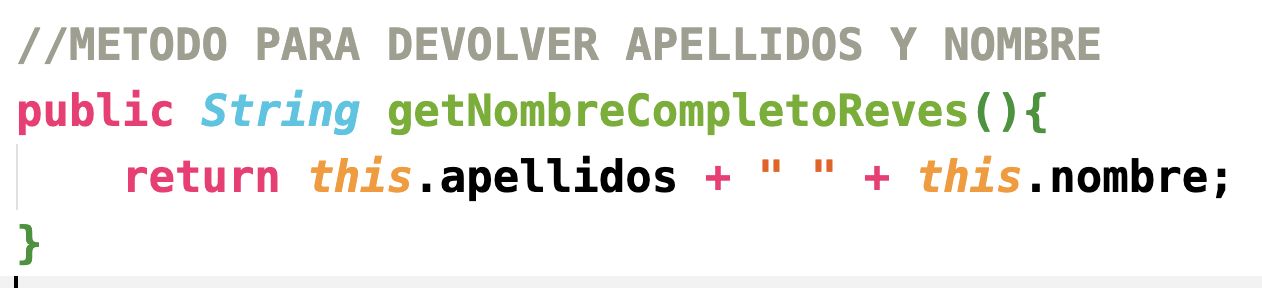 //METODO PARA DEVOLVER APELLIDOS Y NOMBRE
public String getNombreCompletoReves(){
    return this.apellidos + " " + this.nombre;
}